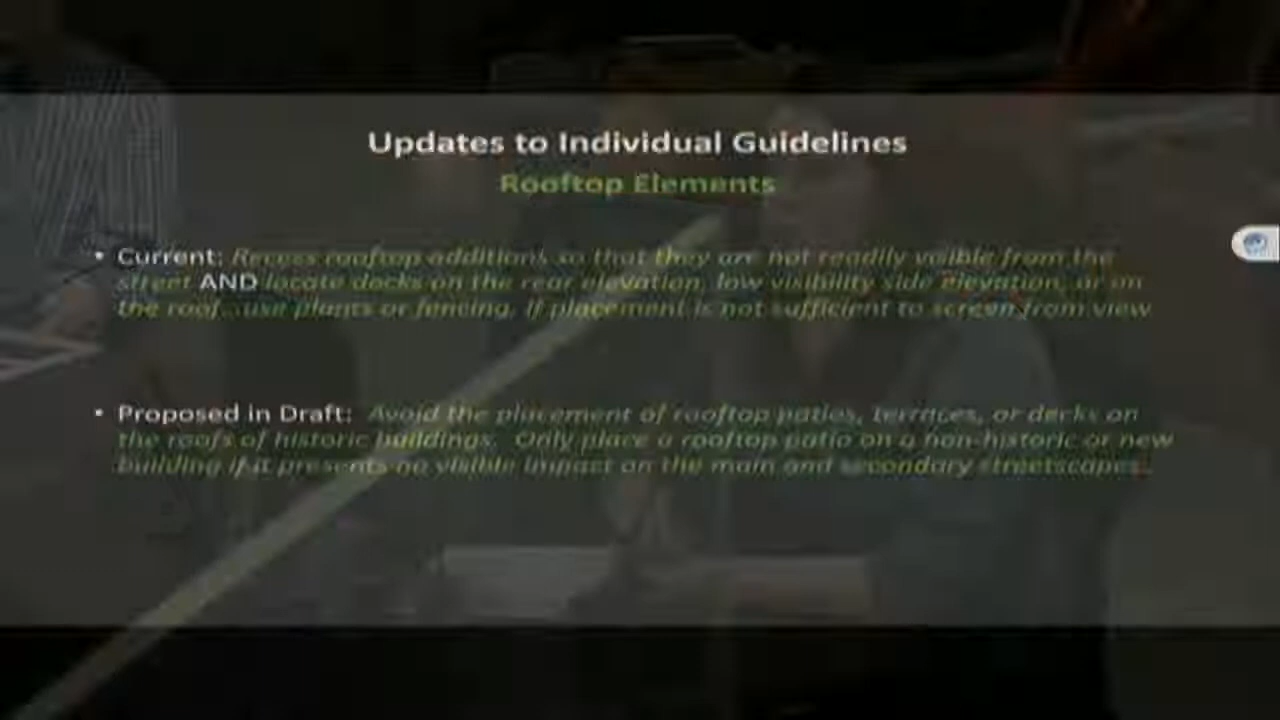 Updates to Individual Guidelines
Rooftop Elements
• Current: Recess rooftop additions so that they are not readily visible from the
street AND locate decks on the rear elevation, low visibility side elevation, or on
the roof...use plants or fencing, if placement is not sufficient to screen from view
• Proposed in Draft: Avoid the placement of rooftop patios, terraces, or decks on
the roofs of historic buildings. Only place a rooftop patio on a non-historic or new
building if it presents no visible impact on the main and secondary streetscapes.